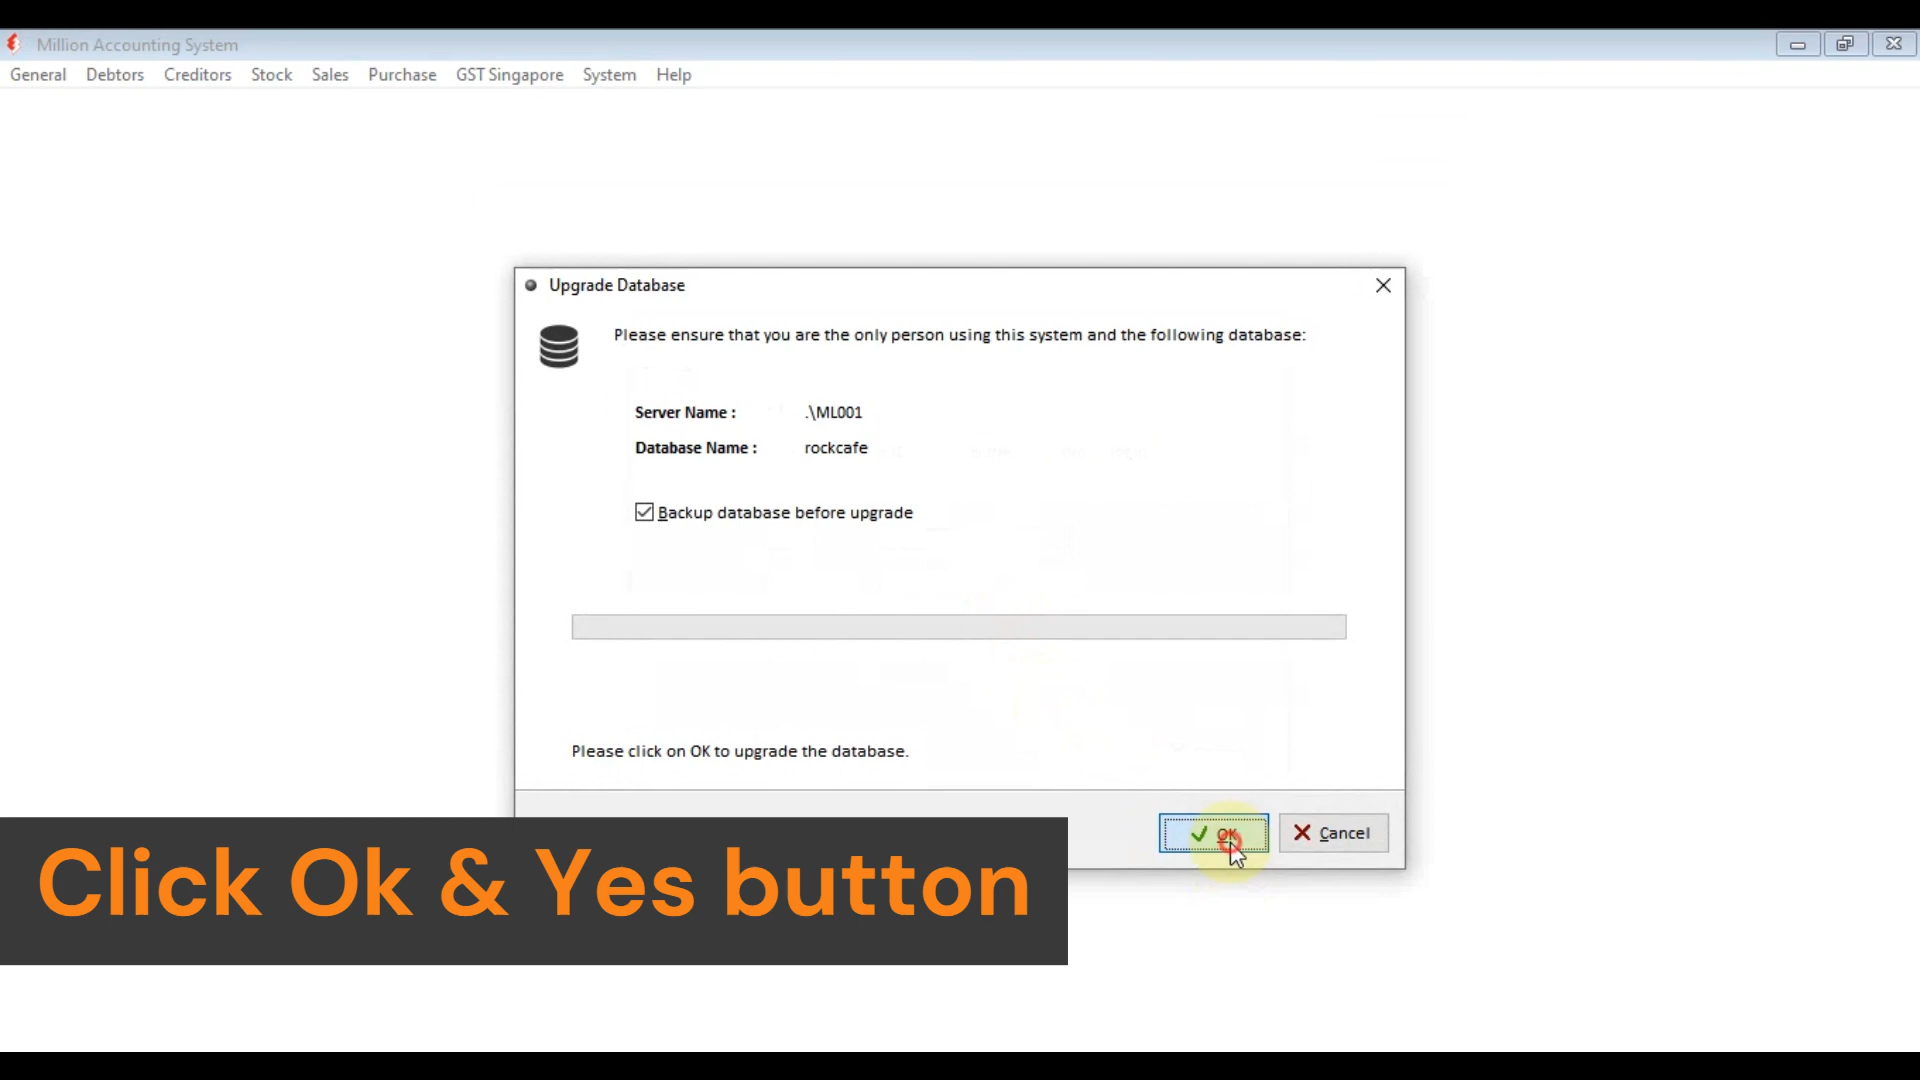 Million Accounting System
General Debtors Creditors Stock Sales Purchase GST Singapore System Help
Upgrade Database
Please ensure that you are the only person using this system and the following database:
Server Name : .\ML001
Database Name : rockcafe
Backup database before upgrade
Please click on OK to upgrade the database.
OK Cancel
Click Ok & Yes button